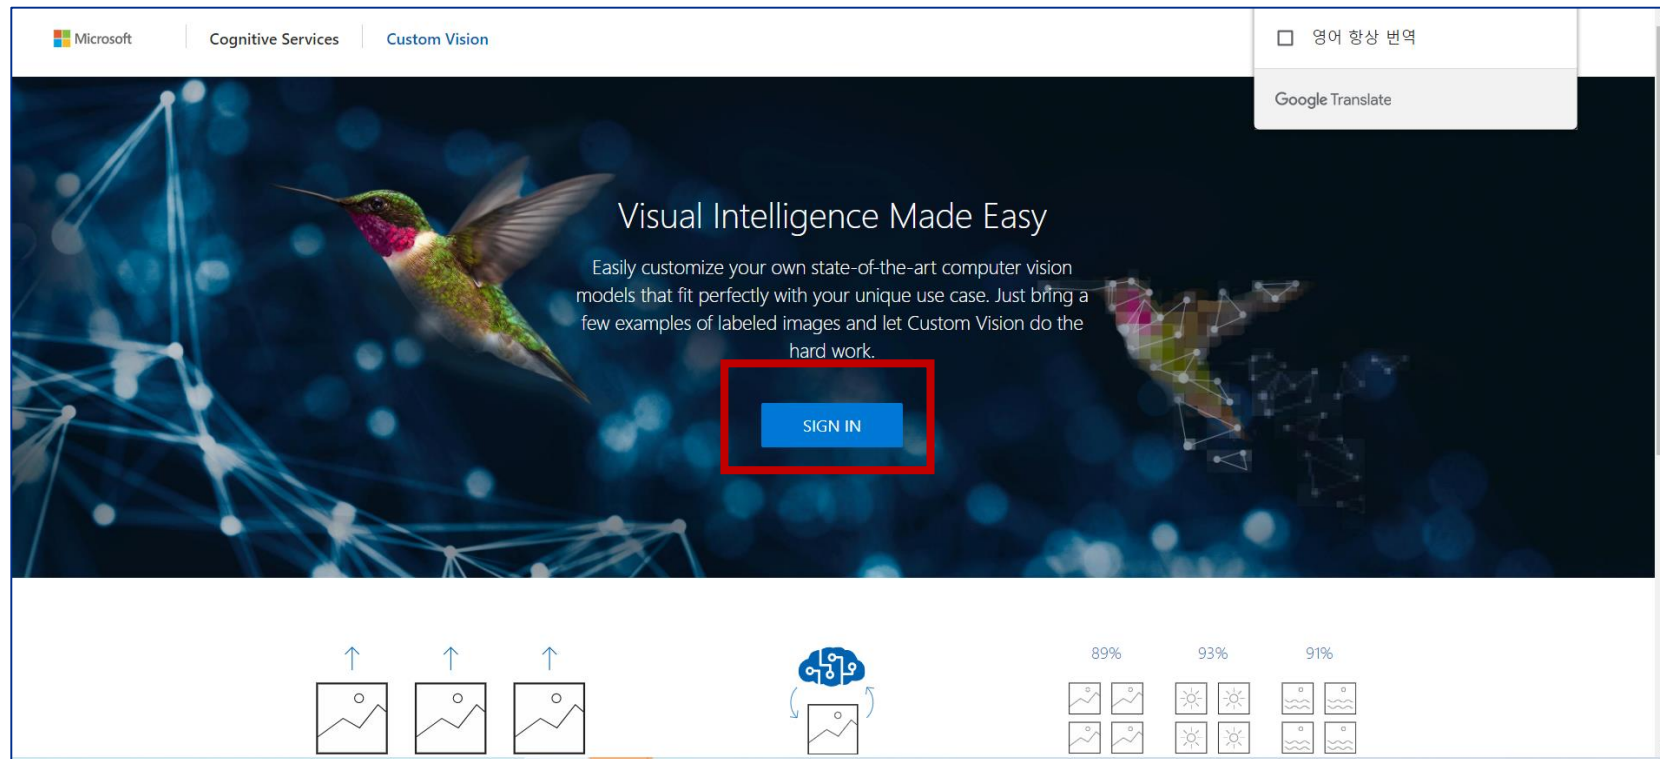 Microsoft
Cognitive Services
Custom Vision
영어 항상 번역
Google Translate
Visual Intelligence Made Easy
Easily customize your own state-of-the-art computer vision
models that fit perfectly with your unique use case. Just bring a
few examples of labeled images and let Custom Vision do the
hard work.
SIGN IN
89%
93%
91%